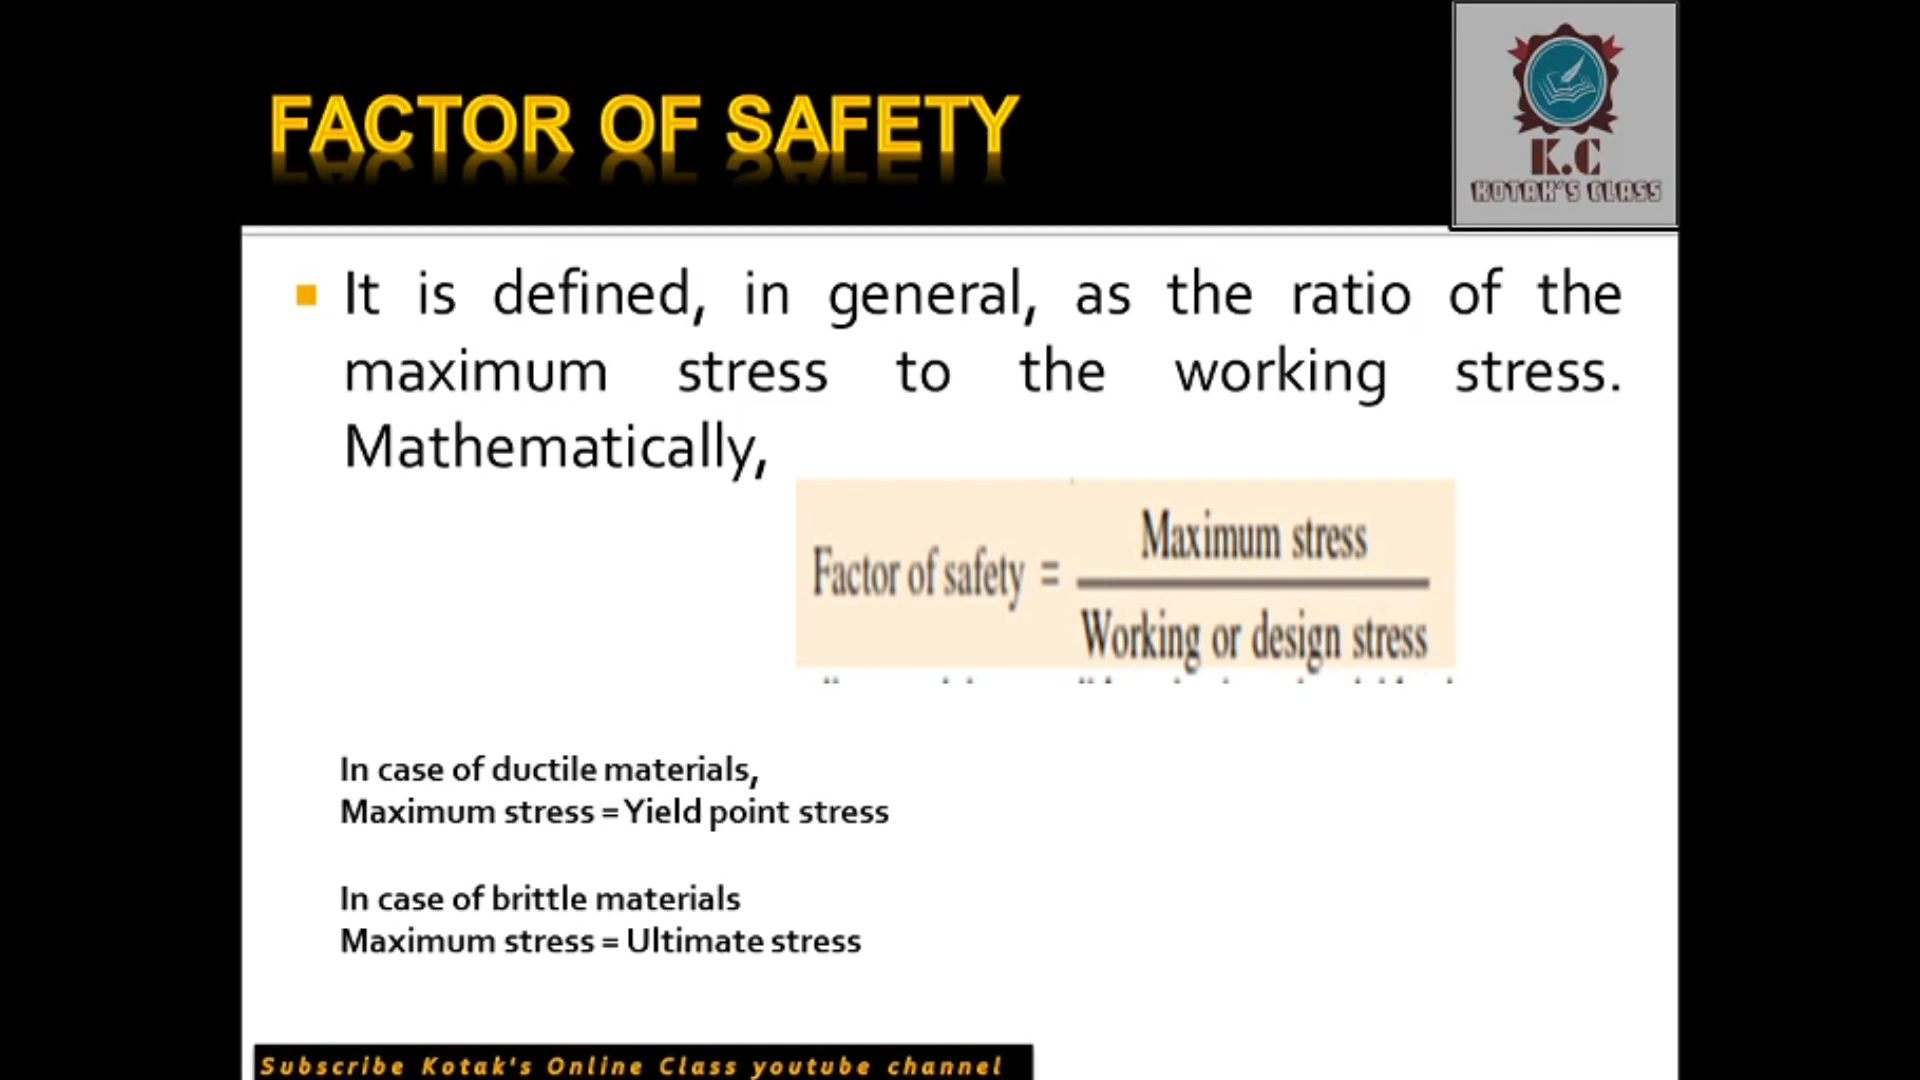 FACTOR OF SAFETY
K.C
KOTAK'S CLASS
It is defined, in general, as the ratio of the
maximum stress to the working stress.
Mathematically,
Factor of safety = Maximum stress
Working or design stress
In case of ductile materials,
Maximum stress = Yield point stress
In case of brittle materials
Maximum stress = Ultimate stress
Subscribe Kotak's Online Class youtube channel